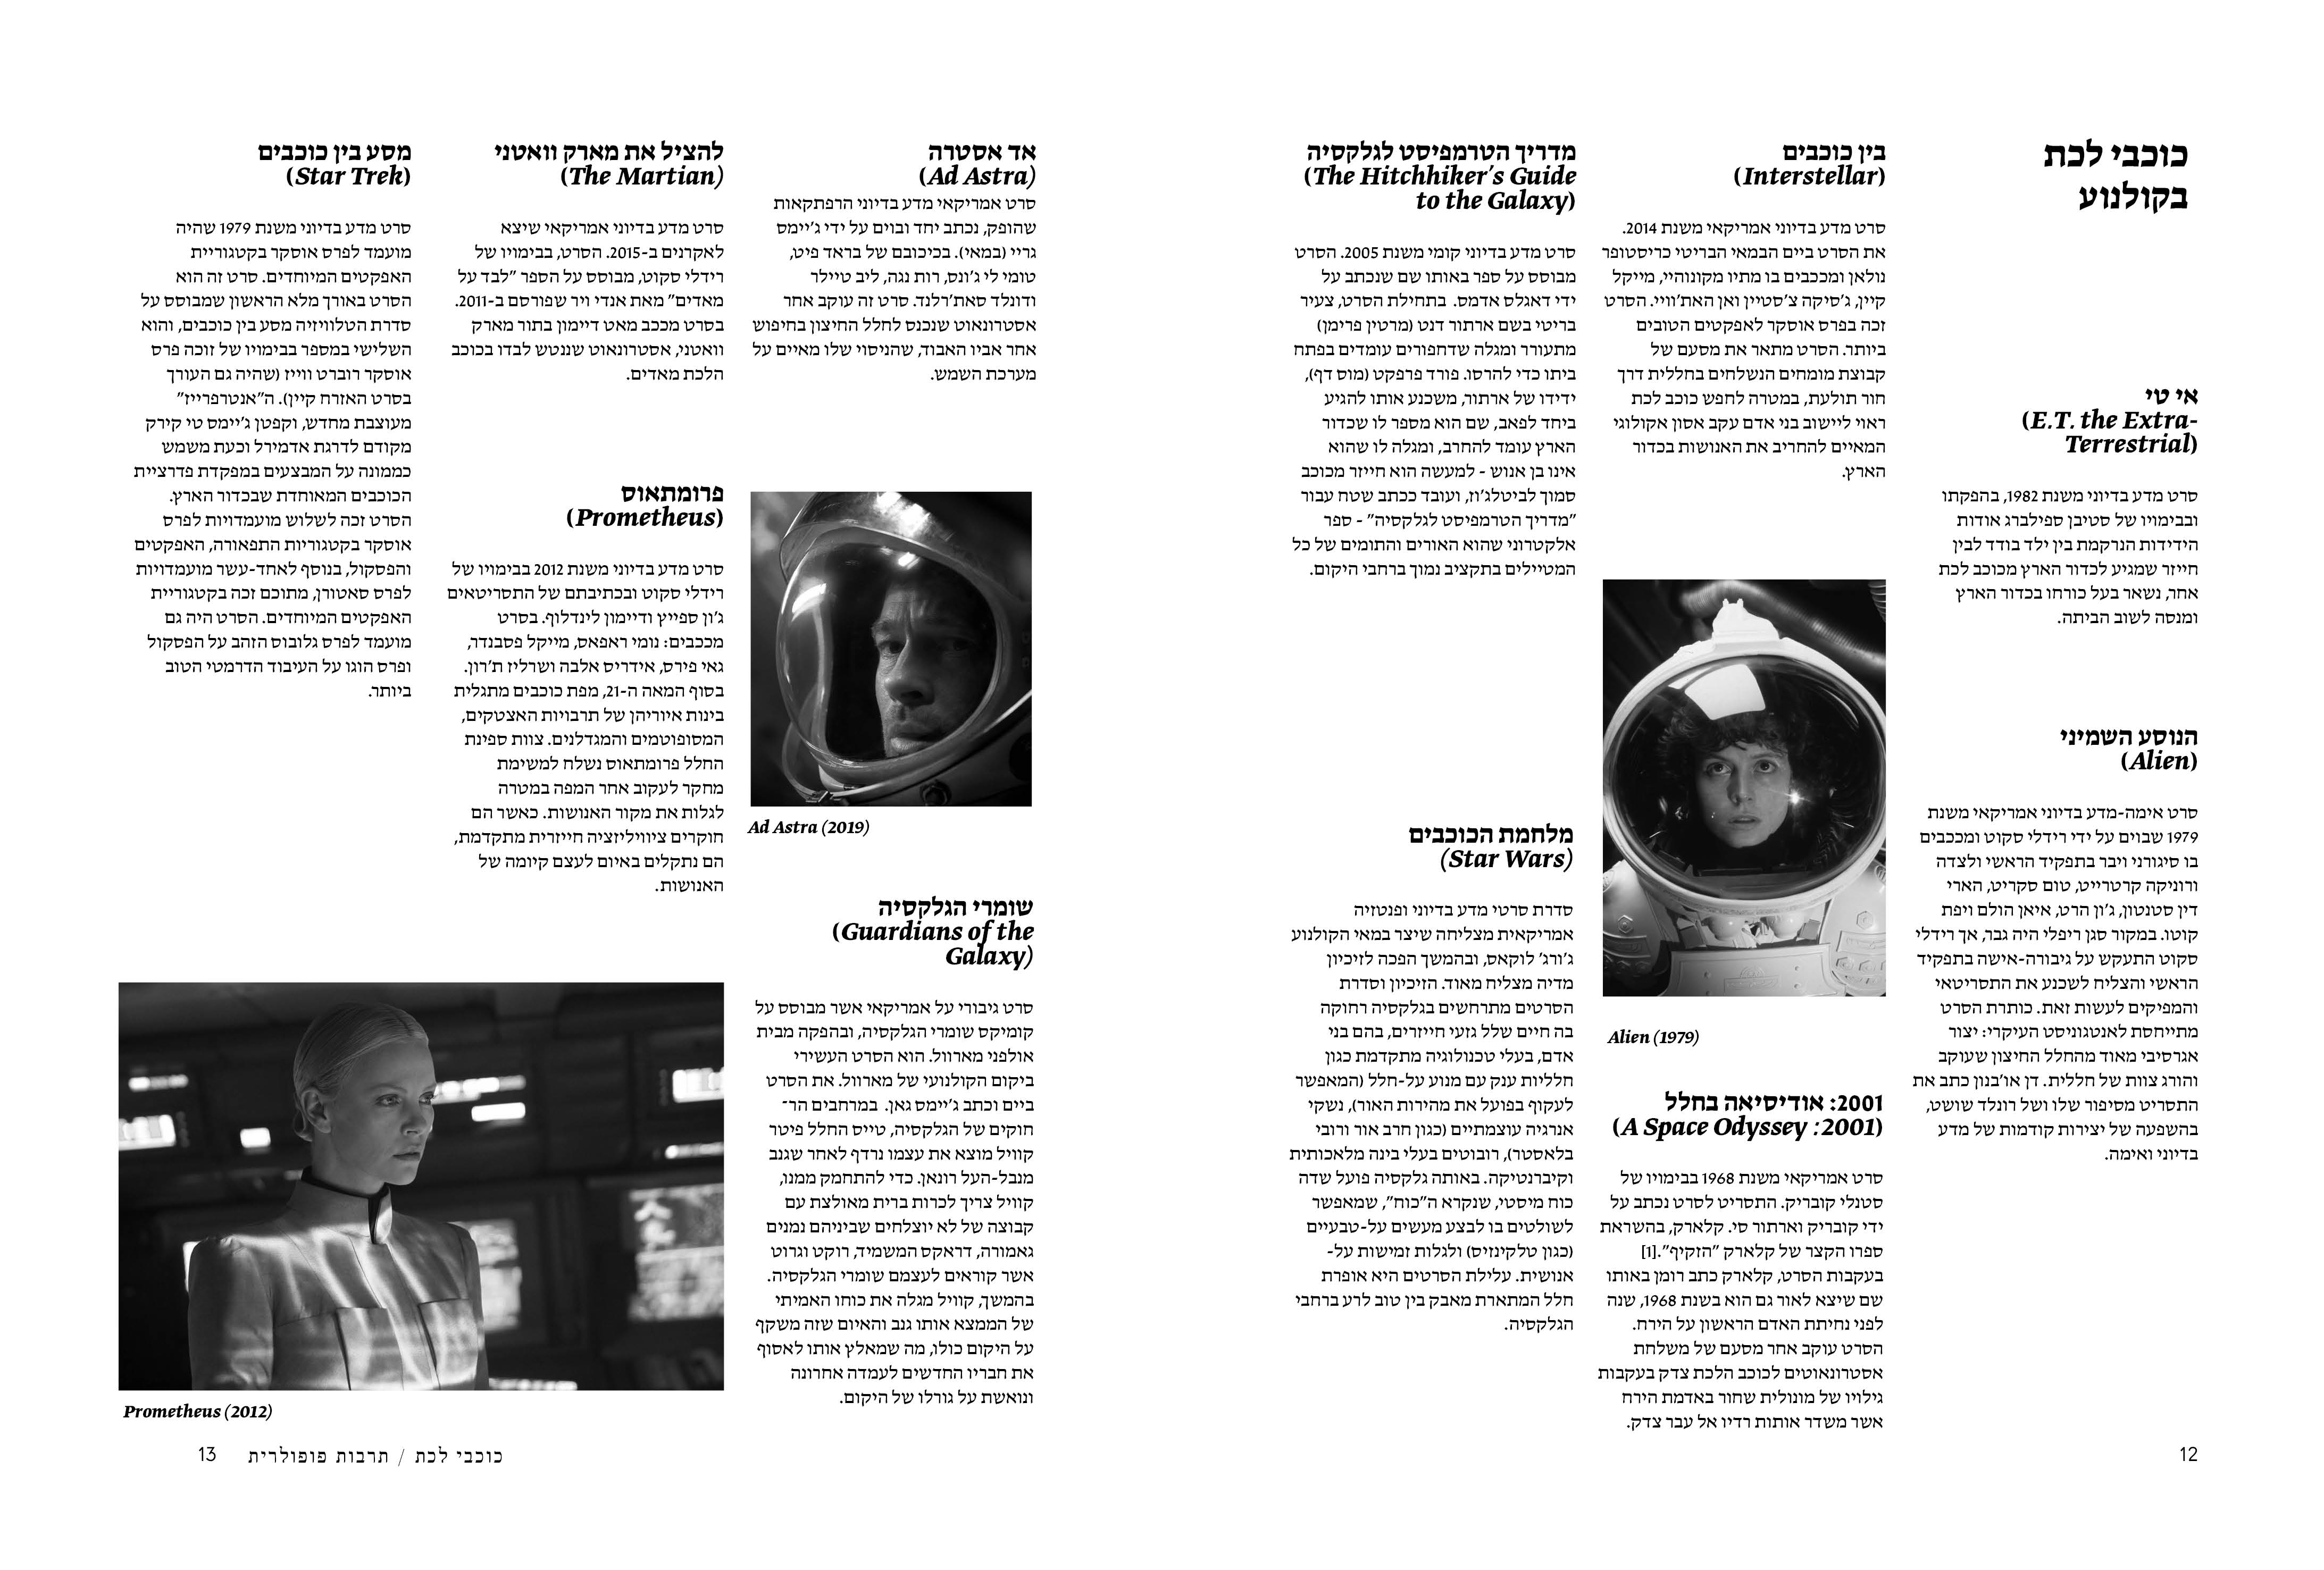 כוכבי לכת
בקולנוע
אי טי
(E.T. the Extra-
Terrestrial)
סרט מדע בדיוני משנת 1982, בהפקתו
ובבימויו של סטיבן ספילברג אודות
הידידות הנרקמת בין ילד בודד לבין
חייזר שמגיע לכדור הארץ מכוכב לכת
אחר, נשאר בעל כורחו בכדור הארץ
ומנסה לשוב הביתה.
הנוסע השמיני
(Alien)
סרט אימה-מדע בדיוני אמריקאי משנת
1979 שבוים על ידי רידלי סקוט ומככבים
בו סיגורני ויבר בתפקיד הראשי ולצדה
ורוניקה קרטרייט, טום סקריט, הארי
דין סטנטון, ג'ון הרט, איאן הולם ויפת
קוטו. במקור סגן ריפלי היה גבר, אך רידלי
סקוט התעקש על גיבורה-אישה בתפקיד
הראשי והצליח לשכנע את התסריטאי
והמפיקים לעשות זאת. כותרת הסרט
מתייחסת לאנטגוניסט העיקרי: יצור
אגרסיבי מאוד מהחלל החיצון שעוקב
והורג צוות של חללית. דן או'בנון כתב את
התסריט מסיפור שלו ושל רונלד שושט,
בהשפעה של יצירות קודמות של מדע
בדיוני ואימה.
בין כוכבים
(Interstellar)
סרט מדע בדיוני אמריקאי משנת 2014.
את הסרט ביים הבמאי הבריטי כריסטופר
נולאן ומככבים בו מתיו מקונוהיי, מייקל
קיין, ג'סיקה צ'סטיין ואן האת'וויי. הסרט
זכה בפרס אוסקר לאפקטים הטובים
ביותר. הסרט מתאר את מסעם של
קבוצת מומחים הנשלחים בחללית דרך
חור תולעת, במטרה לחפש כוכב לכת
ראוי ליישוב בני אדם עקב אסון אקולוגי
המאיים להחריב את האנושות בכדור
הארץ.
Alien (1979)
2001: אודיסיאה בחלל
(A Space Odyssey :2001)
סרט אמריקאי משנת 1968 בבימויו של
סטנלי קובריק. התסריט לסרט נכתב על
ידי קובריק וארתור סי. קלארק, בהשראת
ספרו הקצר של קלארק "הזקיף".[1]
בעקבות הסרט, קלארק כתב רומן באותו
שם שיצא לאור גם הוא בשנת 1968, שנה
לפני נחיתת האדם הראשון על הירח.
הסרט עוקב אחר מסעם של משלחת
אסטרונאוטים לכוכב הלכת צדק בעקבות
גילויו של מונולית שחור באדמת הירח
אשר משדר אותות רדיו אל עבר צדק.
מדריך הטרמפיסט לגלקסיה
(The Hitchhiker's Guide
to the Galaxy)
סרט מדע בדיוני קומי משנת 2005. הסרט
מבוסס על ספר באותו שם שנכתב על
ידי דאגלס אדמס. בתחילת הסרט, צעיר
בריטי בשם ארתור דנט (מרטין פרימן)
מתעורר ומגלה שדחפורים עומדים בפתח
ביתו כדי להרסו. פורד פרפקט (מוס דף),
ידידו של ארתור, משכנע אותו להגיע
ביחד לפאב, שם הוא מספר לו שכדור
הארץ עומד להחרב, ומגלה לו שהוא
אינו בן אנוש - למעשה הוא חייזר מכוכב
סמוך לביטלג'וז, ועובד ככתב שטח עבור
"מדריך הטרמפיסט לגלקסיה" - ספר
אלקטרוני שהוא האורים והתומים של כל
המטיילים בתקציב נמוך ברחבי היקום.
מלחמת הכוכבים
(Star Wars)
סדרת סרטי מדע בדיוני ופנטזיה
אמריקאית מצליחה שיצר במאי הקולנוע
ג'ורג' לוקאס, ובהמשך הפכה לזיכיון
מדיה מצליח מאוד. הזיכיון וסדרת
הסרטים מתרחשים בגלקסיה רחוקה
בה חיים שלל גזעי חייזרים, בהם בני
אדם, בעלי טכנולוגיה מתקדמת כגון
חלליות ענק עם מנוע על-חלל (המאפשר
לעקוף בפועל את מהירות האור), נשקי
אנרגיה עוצמתיים (כגון חרב אור ורובי
בלאסטר), רובוטים בעלי בינה מלאכותית
וקיברנטיקה. באותה גלקסיה פועל שדה
כוח מיסטי, שנקרא ה"כוח", שמאפשר
לשולטים בו לבצע מעשים על-טבעיים
(כגון טלקינזיס) ולגלות זמישות על-
אנושית. עלילת הסרטים היא אופרת
חלל המתארת מאבק בין טוב לרע ברחבי
הגלקסיה.
12
אד אסטרה
(Ad Astra)
סרט אמריקאי מדע בדיוני הרפתקאות
שהופק, נכתב יחד ובוים על ידי ג'יימס
גריי (במאי). בכיכובם של בראד פיט,
טומי לי ג'ונס, רות נגה, ליב טיילר
ודונלד סאת'רלנד. סרט זה עוקב אחר
אסטרונאוט שנכנס לחלל החיצון בחיפוש
אחר אביו האבוד, שהניסוי שלו מאיים על
מערכת השמש.
Ad Astra (2019)
שומרי הגלקסיה
(Guardians of the
Galaxy)
סרט גיבורי על אמריקאי אשר מבוסס על
קומיקס שומרי הגלקסיה, ובהפקה מבית
אולפני מארוול. הוא הסרט העשירי
ביקום הקולנועי של מארוול. את הסרט
ביים וכתב ג'יימס גאן. במרחבים הר־
חוקים של הגלקסיה, טייס החלל פיטר
קוויל מוצא את עצמו נרדף לאחר שגנב
מנבל-העל רונאן. כדי להתחמק ממנו,
קוויל צריך לכרות ברית מאולצת עם
קבוצה של לא יוצלחים שביניהם נמנים
גאמורה, דראקס המשמיד, רוקט וגרוט
אשר קוראים לעצמם שומרי הגלקסיה.
בהמשך, קוויל מגלה את כוחו האמיתי
של הממצא אותו גנב והאיום שזה משקף
על היקום כולו, מה שמאלץ אותו לאסוף
את חבריו החדשים לעמדה אחרונה
ונואשת על גורלו של היקום.
להציל את מארק וואטני
(The Martian)
סרט מדע בדיוני אמריקאי שיצא
לאקרנים ב-2015. הסרט, בבימויו של
רידלי סקוט, מבוסס על הספר "לבד על
מאדים" מאת אנדי ויר שפורסם ב-2011.
בסרט מככב מאט דיימון בתור מארק
וואטני, אסטרונאוט שננטש לבדו בכוכב
הלכת מאדים.
פרומתאוס
(Prometheus)
סרט מדע בדיוני משנת 2012 בבימויו של
רידלי סקוט ובכתיבתם של התסריטאים
ג'ון ספייץ ודיימון לינדלוף. בסרט
מככבים: נומי ראפאס, מייקל פסבנדר,
גאי פירס, אידריס אלבה ושרליז ת'רון.
בסוף המאה ה-21, מפת כוכבים מתגלית
בינות איוריהן של תרבויות האצטקים,
המסופוטמים והמגדלנים. צוות ספינת
החלל פרומתאוס נשלח למשימת
מחקר לעקוב אחר המפה במטרה
לגלות את מקור האנושות. כאשר הם
חוקרים ציוויליזציה חייזרית מתקדמת,
הם נתקלים באיום לעצם קיומה של
האנושות.
מסע בין כוכבים
(Star Trek)
סרט מדע בדיוני משנת 1979 שהיה
מועמד לפרס אוסקר בקטגוריית
האפקטים המיוחדים. סרט זה הוא
הסרט באורך מלא הראשון שמבוסס על
סדרת הטלוויזיה מסע בין כוכבים, והוא
השלישי במספר בבימויו של זוכה פרס
אוסקר רוברט ווייז (שהיה גם העורך
בסרט האזרח קיין). ה"אנטרפרייז"
מעוצבת מחדש, וקפטן ג'יימס טי קירק
מקודם לדרגת אדמירל וכעת משמש
כממונה על המבצעים במפקדת פדרציית
הכוכבים המאוחדת שבכדור הארץ.
הסרט זכה לשלוש מועמדויות לפרס
אוסקר בקטגוריות התפאורה, האפקטים
והפסקול, בנוסף לאחד-עשר מועמדויות
לפרס סאטורן, מתוכם זכה בקטגוריית
האפקטים המיוחדים. הסרט היה גם
מועמד לפרס גלובוס הזהב על הפסקול
ופרס הוגו על העיבוד הדרמטי הטוב
ביותר.
Prometheus (2012)
כוכבי לכת / תרבות פופולרית 13